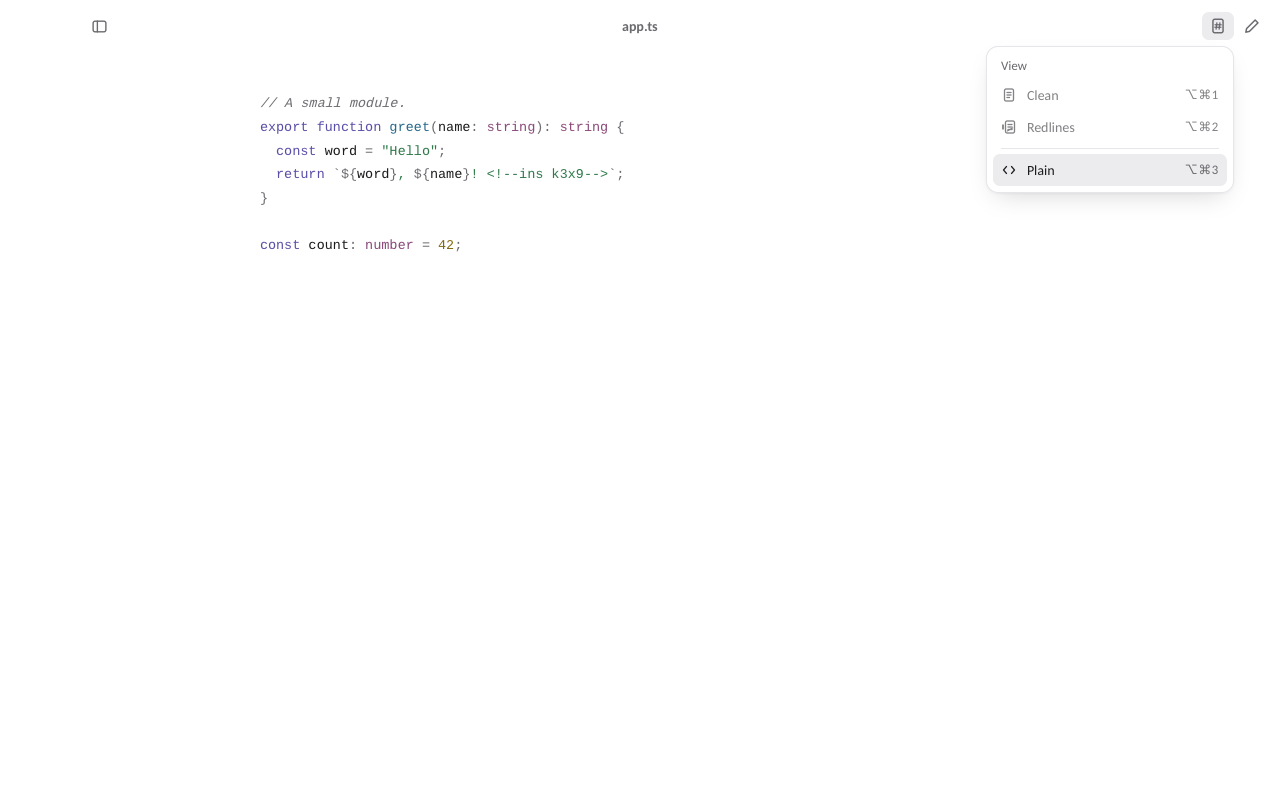 app.ts
View
Clean ⌥⌘1
Redlines ⌥⌘2
Plain ⌥⌘3
// A small module.
export function greet(name: string): string {
  const word = "Hello";
  return `${word}, ${name}! <!--ins k3x9-->`;
}
const count: number = 42;